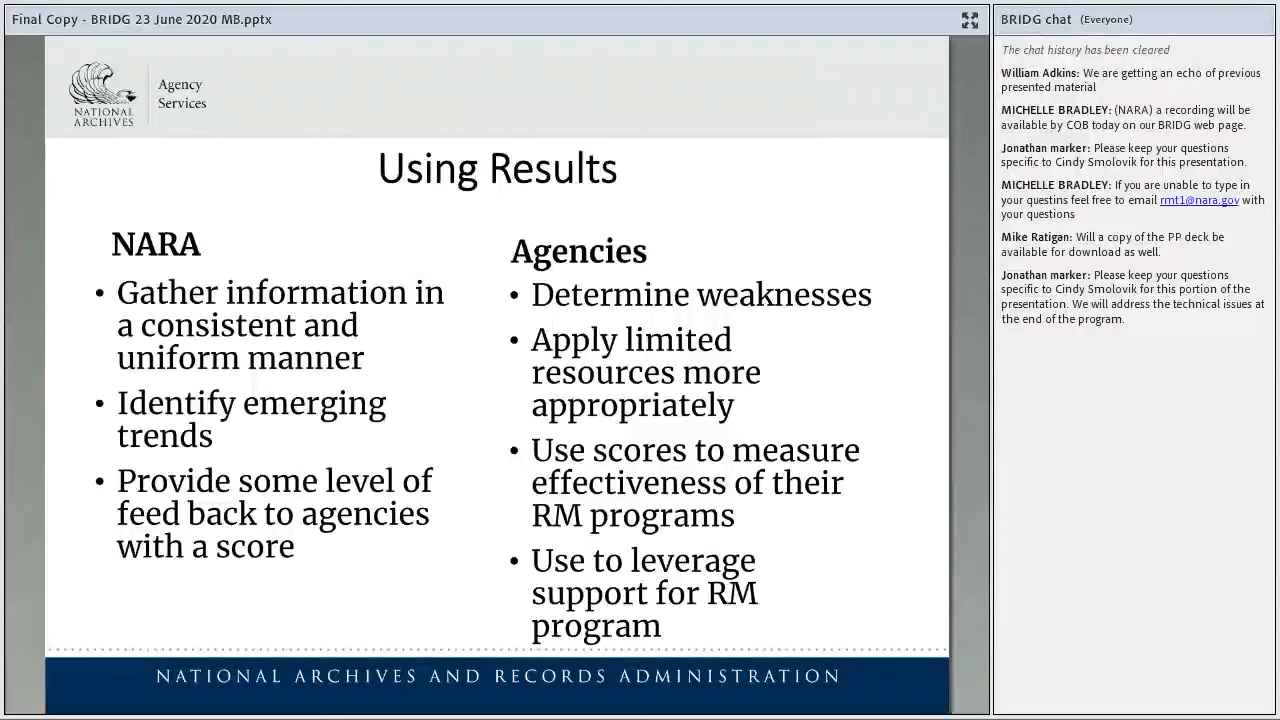 Final Copy - BRIDG 23 June 2020 MB.pptx
NATIONAL
ARCHIVES
Agency
Services
Using Results
NARA
• Gather information in
a consistent and
uniform manner
• Identify emerging
trends
• Provide some level of
feed back to agencies
with a score
Agencies
• Determine weaknesses
• Apply limited
resources more
appropriately
• Use scores to measure
effectiveness of their
RM programs
• Use to leverage
support for RM
program
NATIONAL ARCHIVES AND RECORDS ADMINISTRATION
BRIDG chat (Everyone)
The chat history has been cleared
William Adkins: We are getting an echo of previous
presented material
MICHELLE BRADLEY: (NARA) a recording will be
available by COB today on our BRIDG web page.
Jonathan marker: Please keep your questions
specific to Cindy Smolovik for this presentation.
MICHELLE BRADLEY: If you are unable to type in
your questins feel free to email rmt1@nara.gov with
your questions
Mike Ratigan: Will a copy of the PP deck be
available for download as well.
Jonathan marker: Please keep your questions
specific to Cindy Smolovik for this portion of the
presentation. We will address the technical issues at
the end of the program.